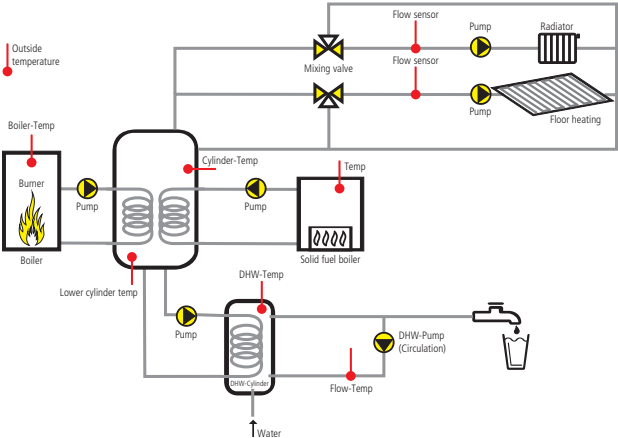 Outside
temperature
Flow sensor
Pump
Radiator
Mixing valve
Flow sensor
Pump
Floor heating
Boiler-Temp
Burner
Boiler
Pump
Cylinder-Temp
Pump
Temp
Solid fuel boiler
Lower cylinder temp
DHW-Temp
Pump
DHW-Cylinder
DHW-Pump
(Circulation)
Flow-Temp
Water